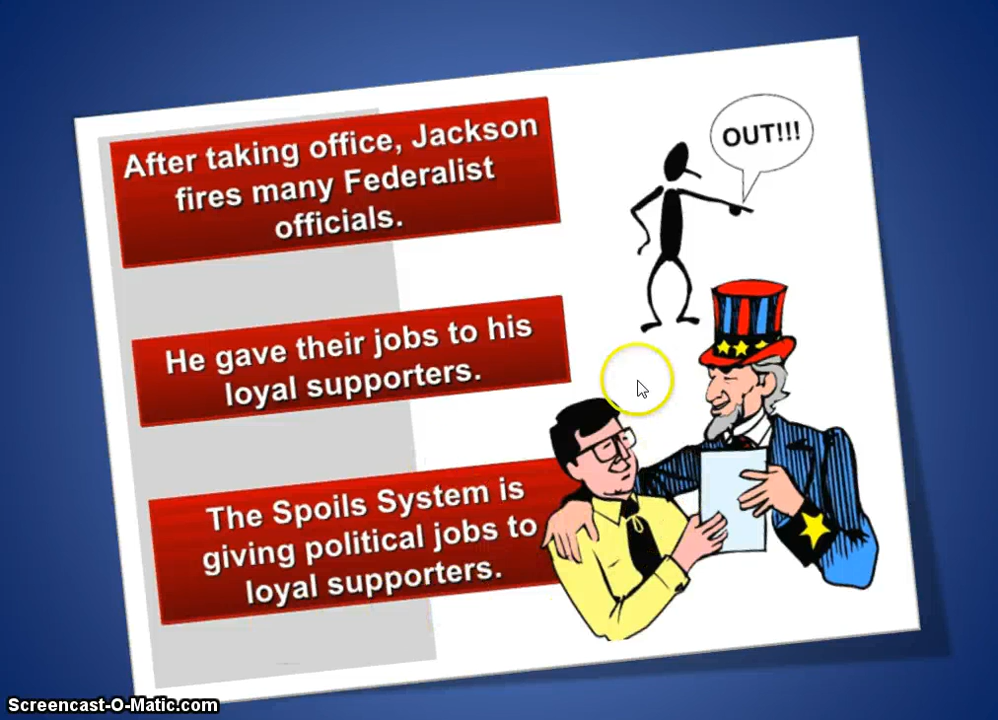 After taking office, Jackson
fires many Federalist
officials.
OUT!!!
He gave their jobs to his
loyal supporters.
The Spoils System is
giving political jobs to
loyal supporters.
Screencast-O-Matic.com